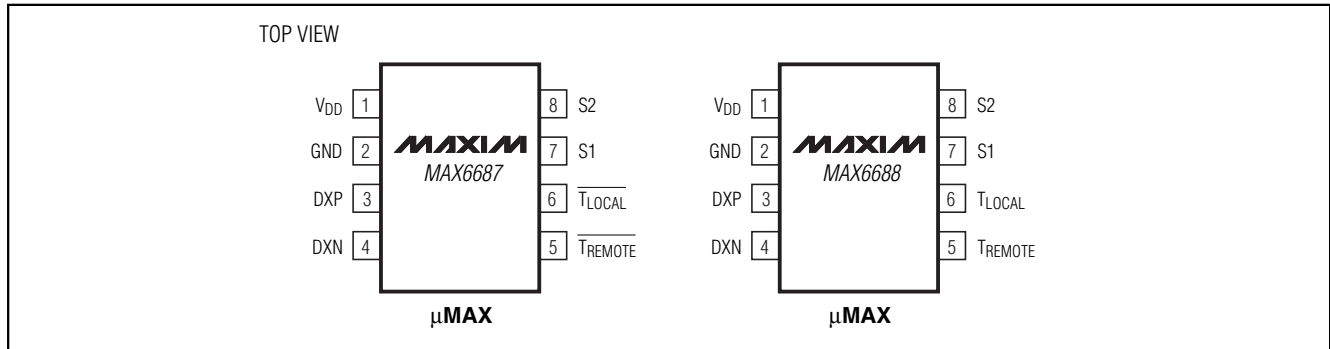 TOP VIEW
VDD 1 8 S2 VDD 1 8 S2
GND 2 MAXIM 7 S1 GND 2 MAXIM 7 S1
MAX6687 MAX6688
DXP 3 6 TLOCAL DXP 3 6 TLOCAL
DXN 4 5 TREMOTE DXN 4 5 TREMOTE
µMAX µMAX